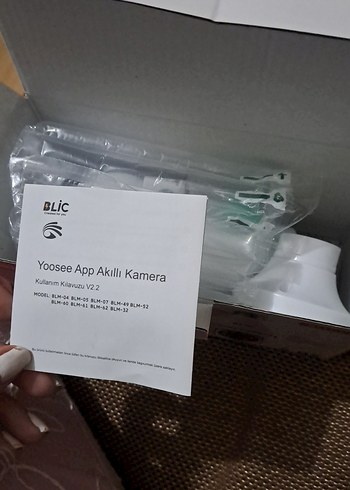 BLiC
Yoosee App Akıllı Kamera
Kullanım Kılavuzu V2.2
MODEL: BLM-04 BLM-05 BLM-07 BLM-49 BLM-52
BLM-60 BLM-61 BLM-62 BLM-32